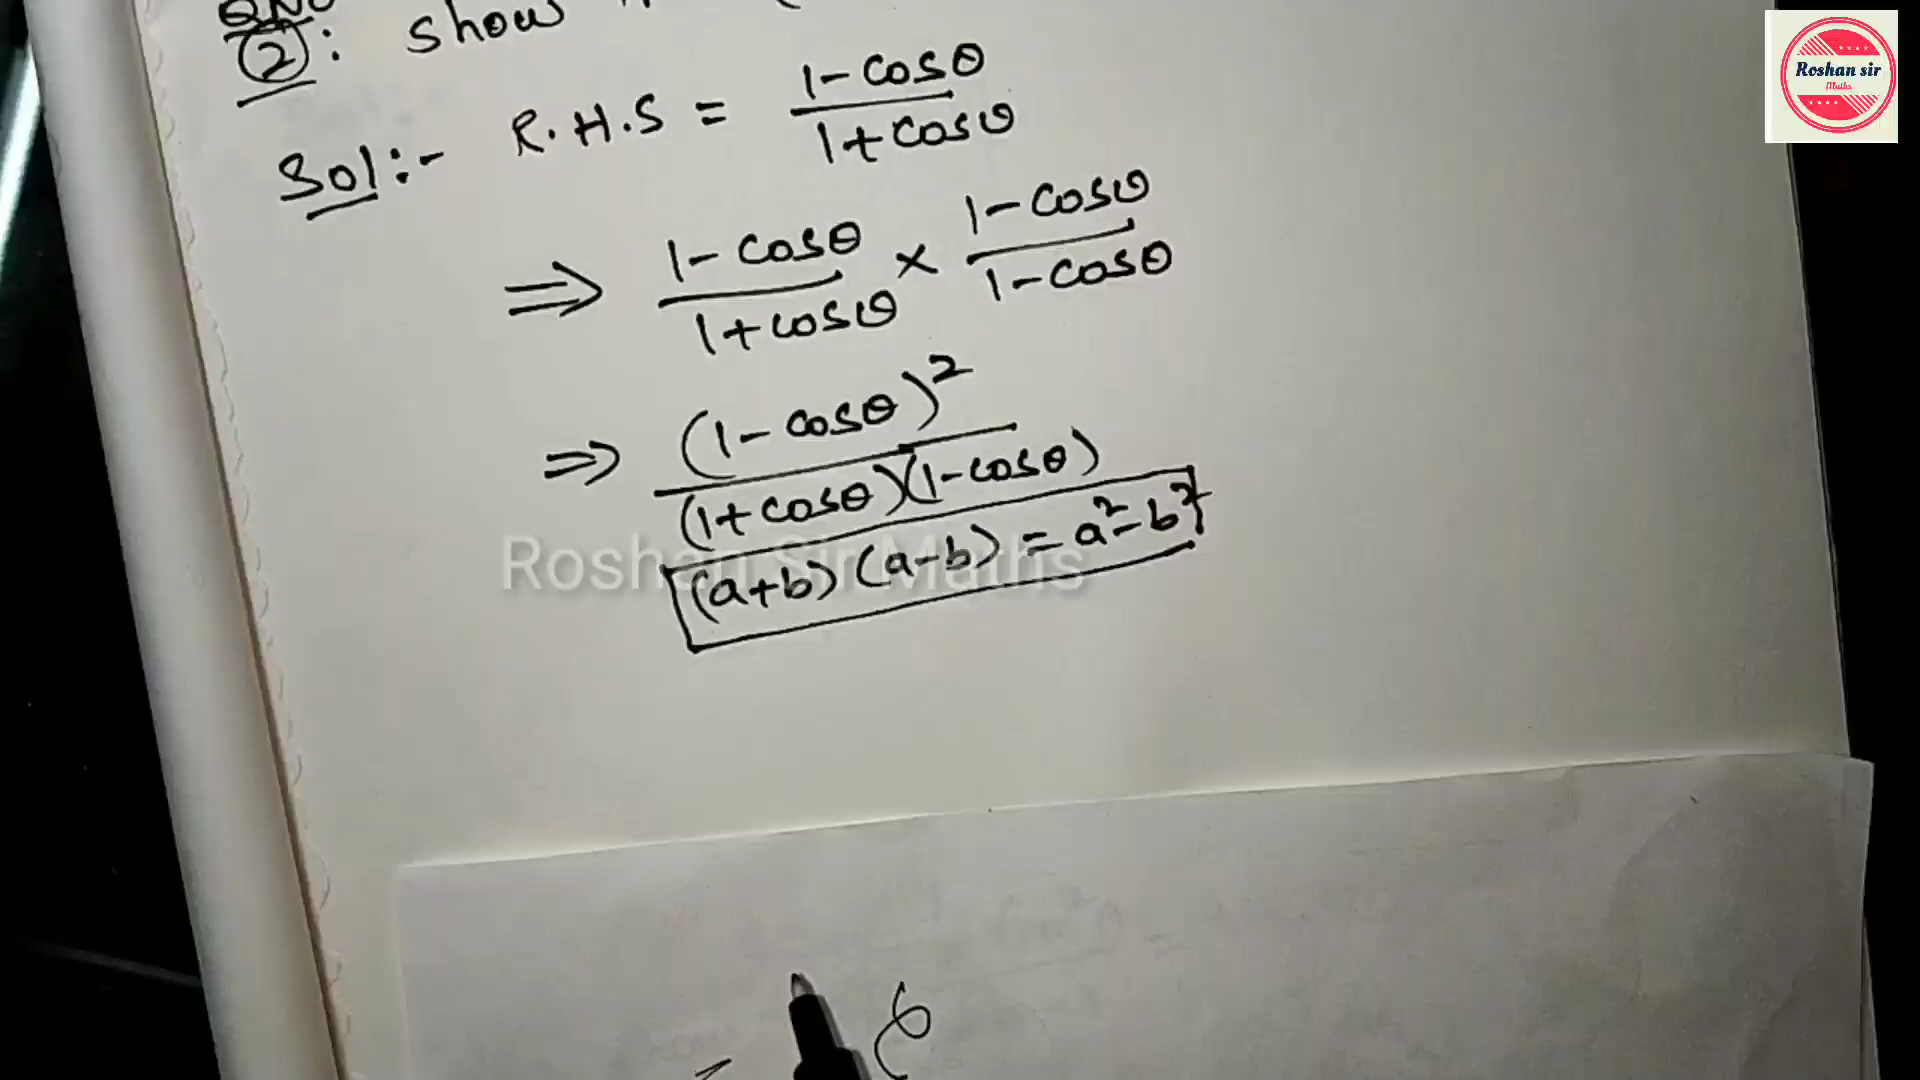 ②: show
Sol:- R.H.S = 1-cosθ / 1+cosθ
⇒ 1-cosθ / 1+cosθ × 1-cosθ / 1-cosθ
⇒ (1-cosθ)² / (1+cosθ)(1-cosθ)
(a+b)(a-b) = a²-b²
Roshan Sir Maths
Roshan sir
Maths